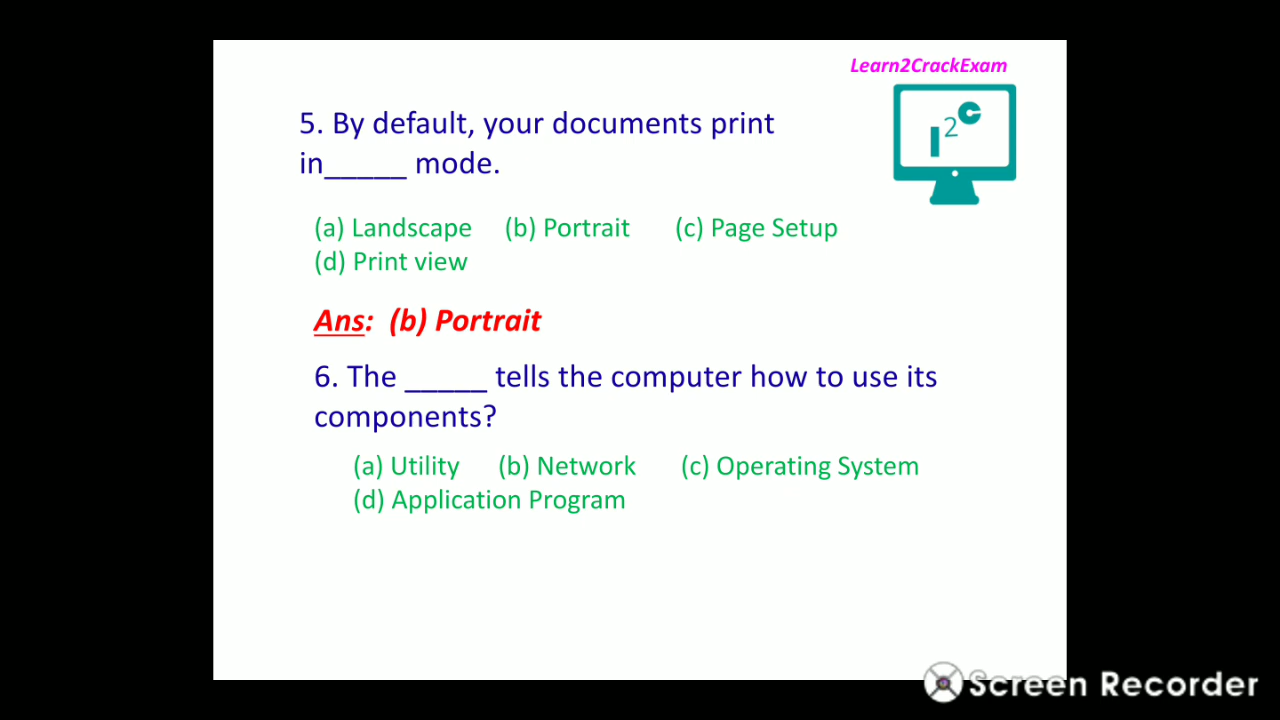 Learn2CrackExam
l2c
5. By default, your documents print
in_____ mode.
(a) Landscape (b) Portrait (c) Page Setup
(d) Print view
Ans: (b) Portrait
6. The _____ tells the computer how to use its
components?
(a) Utility (b) Network (c) Operating System
(d) Application Program
Screen Recorder